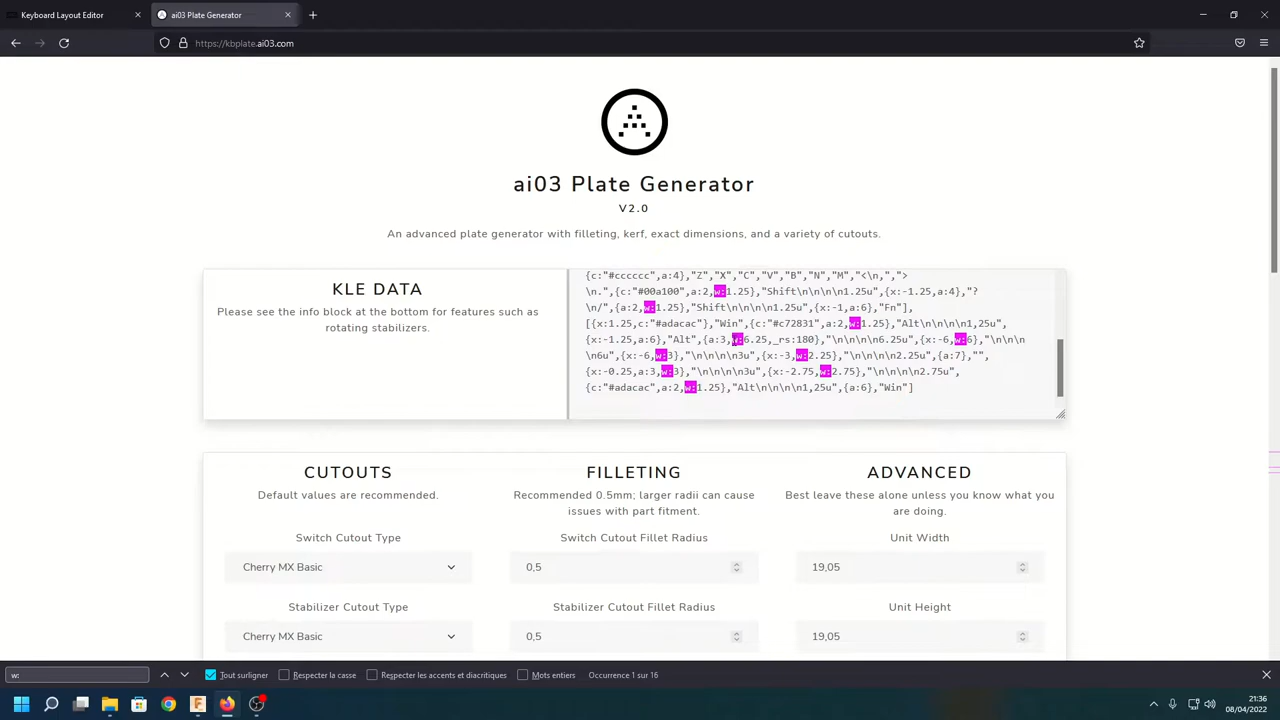 Keyboard Layout Editor
ai03 Plate Generator
https://kbplate.ai03.com
ai03 Plate Generator
V2.0
An advanced plate generator with filleting, kerf, exact dimensions, and a variety of cutouts.
KLE DATA
Please see the info block at the bottom for features such as
rotating stabilizers.
{c:"#cccccc",a:4},"Z","X","C","V","B","N","M","<\n,",">
\n.",{c:"#00a100",a:2,w:1.25},"Shift\n\n\n\n1.25u",{x:-1.25,a:4},"?
\n/",{a:2,w:1.25},"Shift\n\n\n\n1.25u",{x:-1,a:6},"Fn"],
[{x:1.25,c:"#adacac"},"Win",{c:"#c72831",a:2,w:1.25},"Alt\n\n\n\n1,25u",
{x:-1.25,a:6},"Alt",{a:3,w:6.25,_rs:180},"\n\n\n\n6.25u",{x:-6,w:6},"\n\n\n
\n6u",{x:-6,w:3},"\n\n\n\n3u",{x:-3,w:2.25},"\n\n\n\n2.25u",{a:7},"",
{x:-0.25,a:3,w:3},"\n\n\n\n3u",{x:-2.75,w:2.75},"\n\n\n\n2.75u",
{c:"#adacac",a:2,w:1.25},"Alt\n\n\n\n1,25u",{a:6},"Win"]
CUTOUTS
Default values are recommended.
Switch Cutout Type
Cherry MX Basic
Stabilizer Cutout Type
Cherry MX Basic
FILLETING
Recommended 0.5mm; larger radii can cause
issues with part fitment.
Switch Cutout Fillet Radius
0,5
Stabilizer Cutout Fillet Radius
0,5
ADVANCED
Best leave these alone unless you know what you
are doing.
Unit Width
19,05
Unit Height
19,05
w:
Tout surligner
Respecter la casse
Respecter les accents et diacritiques
Mots entiers
Occurrence 1 sur 16
21:36
08/04/2022